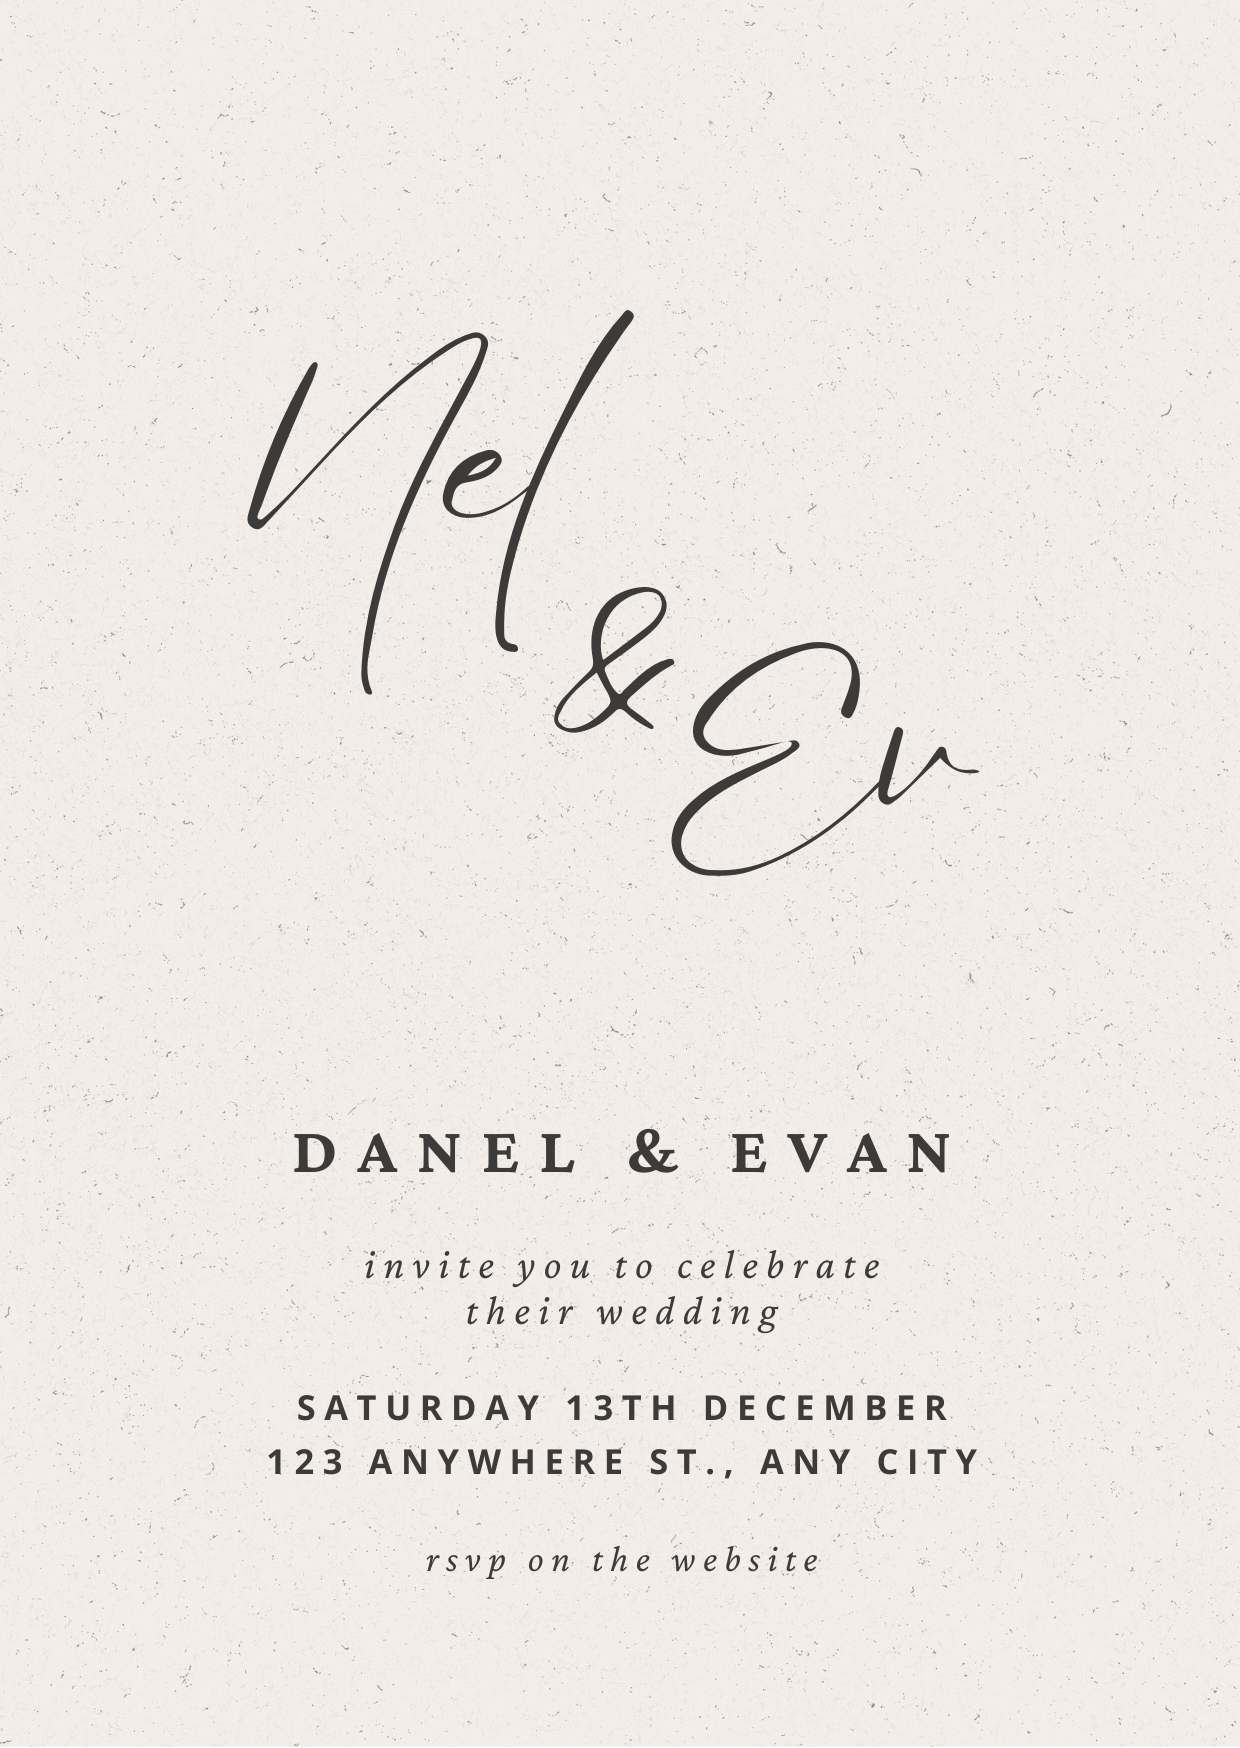 Nel
& Ev
DANEL & EVAN
invite you to celebrate
their wedding
SATURDAY 13TH DECEMBER
123 ANYWHERE ST., ANY CITY
rsvp on the website